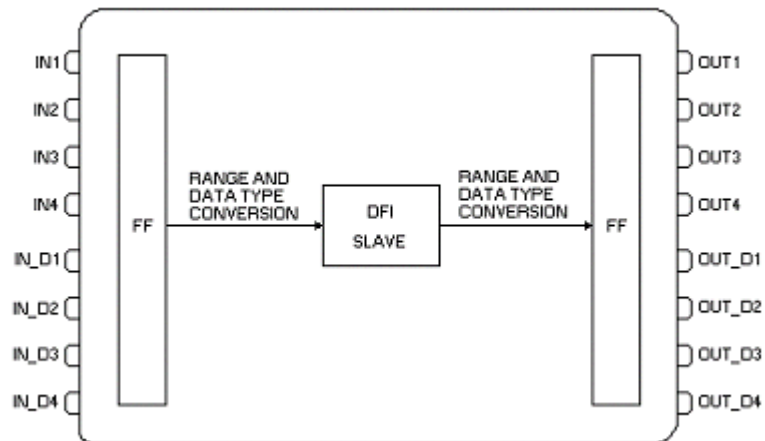 IN1
IN2
IN3
IN4
IN_D1
IN_D2
IN_D3
IN_D4
FF
RANGE AND
DATA TYPE
CONVERSION
DFI
SLAVE
RANGE AND
DATA TYPE
CONVERSION
FF
OUT1
OUT2
OUT3
OUT4
OUT_D1
OUT_D2
OUT_D3
OUT_D4